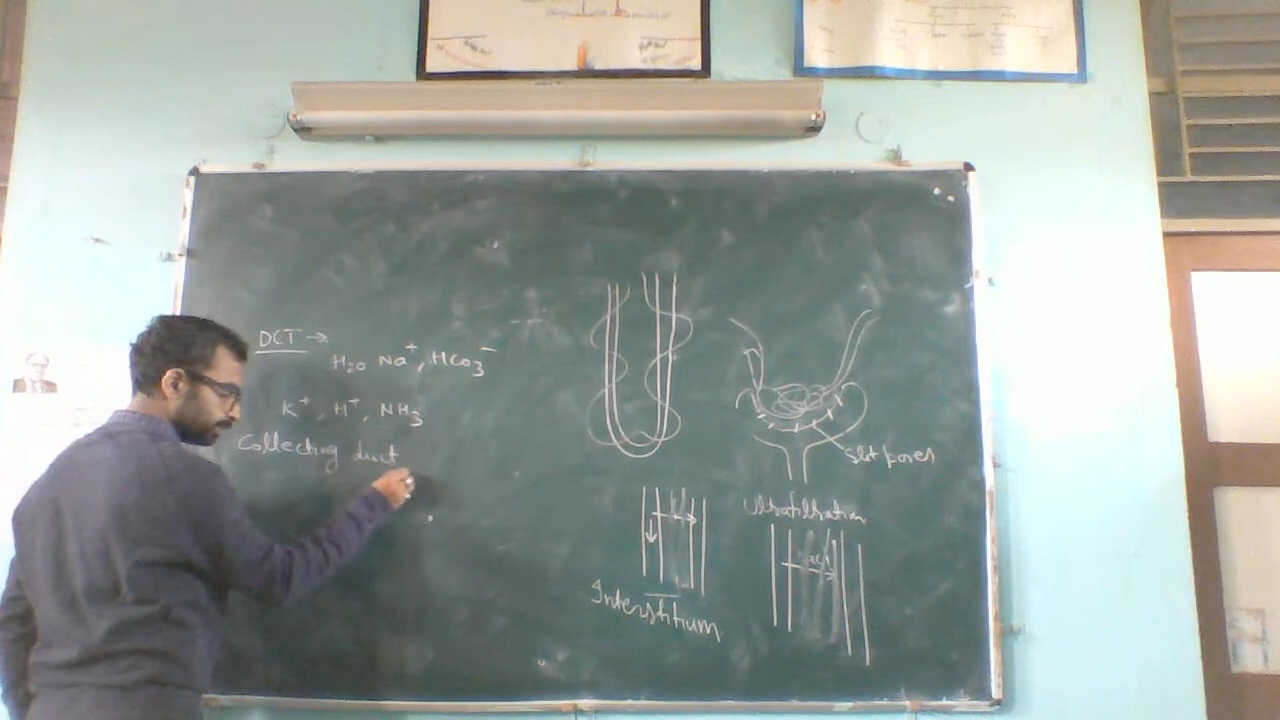 DCT →
H2O Na+, HCO3−
K+, H+, NH3
Collecting duct
Slit pores
Ultrafiltration
Interstitium